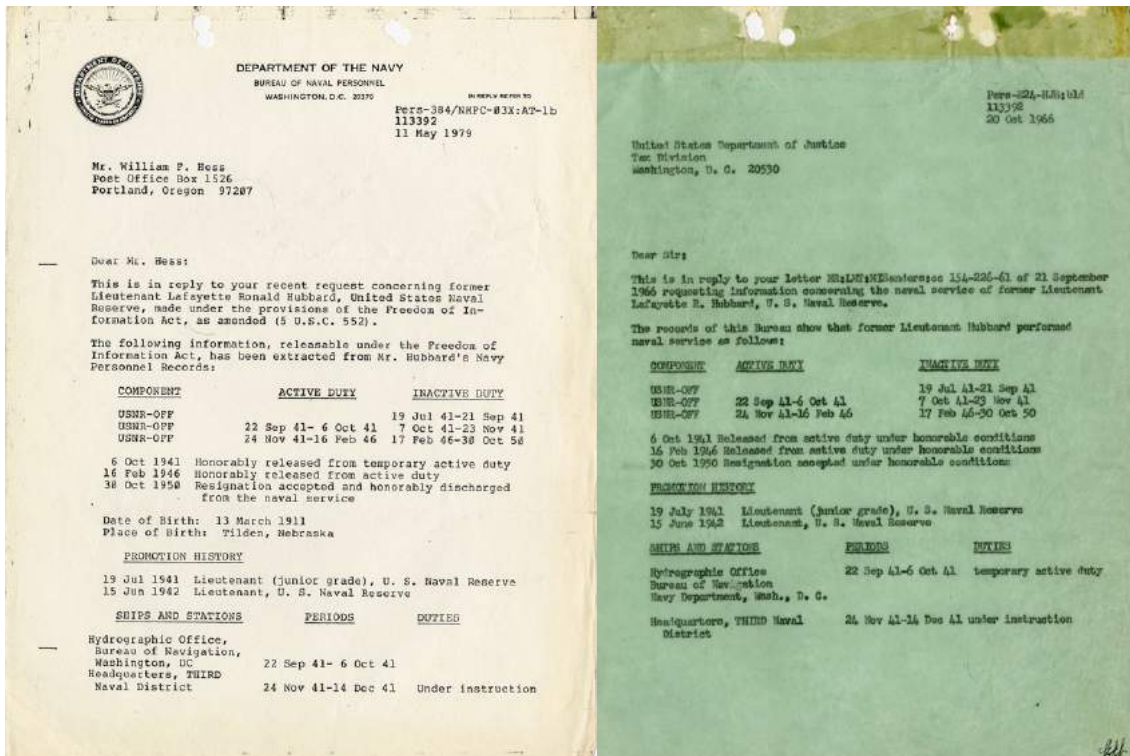 DEPARTMENT OF THE NAVY
BUREAU OF NAVAL PERSONNEL
WASHINGTON, D.C. 20370
IN REPLY REFER TO
Pers-384/NMPC-03X:AT-1b
113392
11 May 1979
Mr. William P. Hess
Post Office Box 1526
Portland, Oregon 97207
Dear Mr. Hess:
This is in reply to your recent request concerning former
Lieutenant Lafayette Ronald Hubbard, United States Naval
Reserve, made under the provisions of the Freedom of In-
formation Act, as amended (5 U.S.C. 552).
The following information, releasable under the Freedom of
Information Act, has been extracted from Mr. Hubbard's Navy
Personnel Records:
COMPONENT ACTIVE DUTY INACTIVE DUTY
USNR-OFF 19 Jul 41-21 Sep 41
USNR-OFF 22 Sep 41- 6 Oct 41 7 Oct 41-23 Nov 41
USNR-OFF 24 Nov 41-16 Feb 46 17 Feb 46-30 Oct 50
6 Oct 1941 Honorably released from temporary active duty
16 Feb 1946 Honorably released from active duty
30 Oct 1950 Resignation accepted and honorably discharged
from the naval service
Date of Birth: 13 March 1911
Place of Birth: Tilden, Nebraska
PROMOTION HISTORY
19 Jul 1941 Lieutenant (junior grade), U. S. Naval Reserve
15 Jun 1942 Lieutenant, U. S. Naval Reserve
SHIPS AND STATIONS PERIODS DUTIES
Hydrographic Office,
Bureau of Navigation,
Washington, DC 22 Sep 41- 6 Oct 41
Headquarters, THIRD
Naval District 24 Nov 41-14 Dec 41 Under instruction
113392
20 Oct 1966
United States Department of Justice
Tax Division
Washington, D. C. 20530
Dear Sir:
This is in reply to your letter 154-226-61 of 21 September
1966 requesting information concerning the naval service of former Lieutenant
Lafayette R. Hubbard, U. S. Naval Reserve.
The records of this Bureau show that former Lieutenant Hubbard performed
naval service as follows:
COMPONENT ACTIVE DUTY INACTIVE DUTY
USNR-OFF 19 Jul 41-21 Sep 41
USNR-OFF 22 Sep 41-6 Oct 41 7 Oct 41-23 Nov 41
USNR-OFF 24 Nov 41-16 Feb 46 17 Feb 46-30 Oct 50
6 Oct 1941 Released from active duty under honorable conditions
16 Feb 1946 Released from active duty under honorable conditions
30 Oct 1950 Resignation accepted under honorable conditions
PROMOTION HISTORY
19 July 1941 Lieutenant (junior grade), U. S. Naval Reserve
15 June 1942 Lieutenant, U. S. Naval Reserve
SHIPS AND STATIONS PERIODS DUTIES
Hydrographic Office 22 Sep 41-6 Oct 41 temporary active duty
Bureau of Navigation
Navy Department, Wash., D. C.
Headquarters, THIRD Naval 24 Nov 41-14 Dec 41 under instruction
District